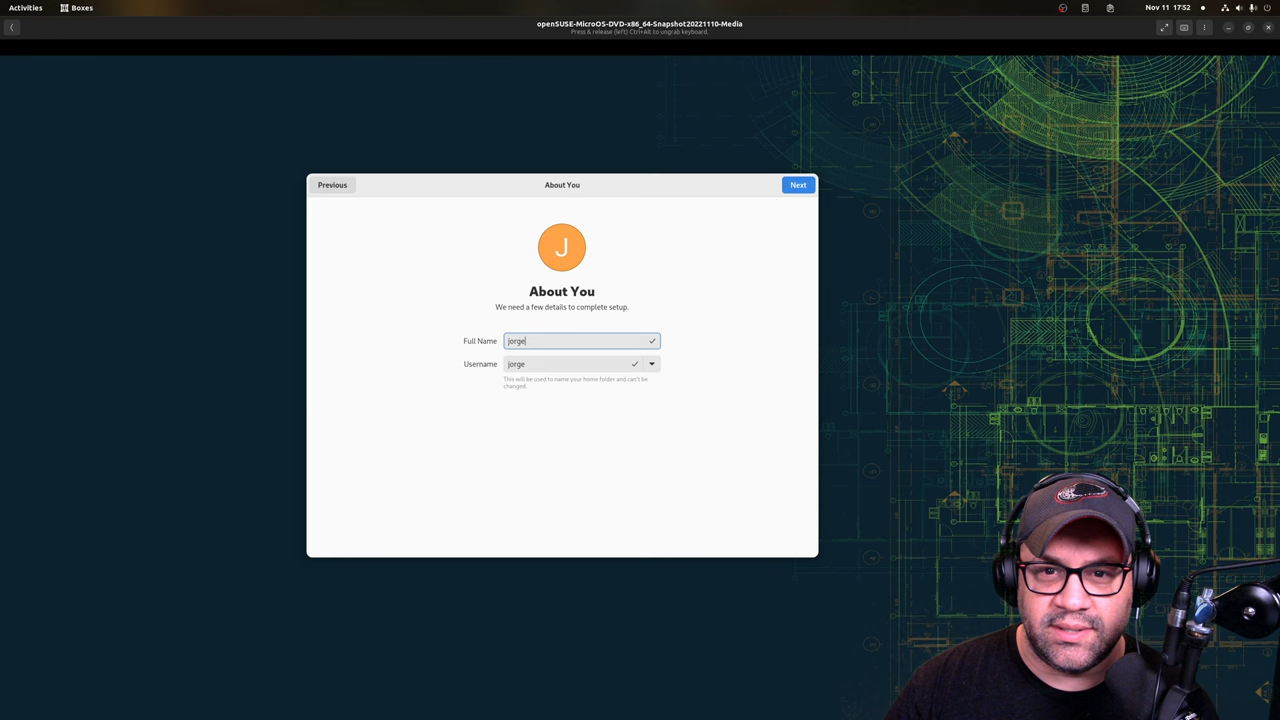 Activities
Boxes
Nov 11 17:52
openSUSE-MicroOS-DVD-x86_64-Snapshot20221110-Media
Press & release (left) Ctrl+Alt to ungrab keyboard.
Previous
About You
Next
J
About You
We need a few details to complete setup.
Full Name
jorge
Username
jorge
This will be used to name your home folder and can't be
changed.